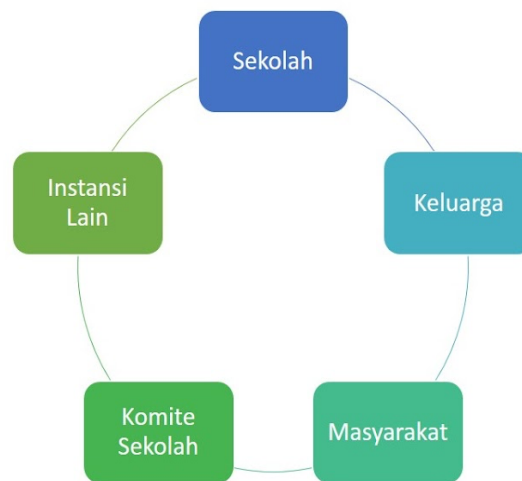 Sekolah
Keluarga
Masyarakat
Komite
Sekolah
Instansi
Lain